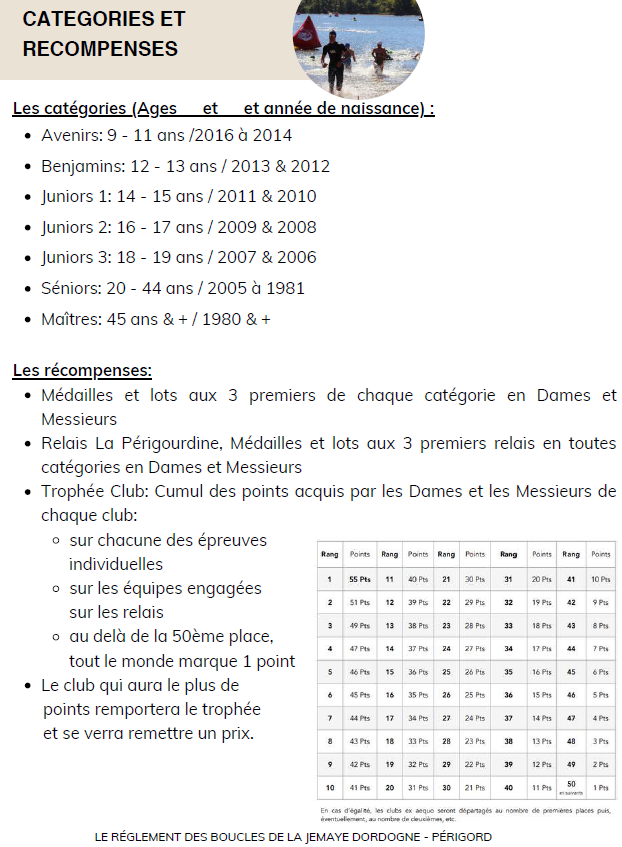 CATEGORIES ET
RECOMPENSES
Les catégories (Ages et et année de naissance) :
• Avenirs: 9 - 11 ans /2016 à 2014
• Benjamins: 12 - 13 ans / 2013 & 2012
• Juniors 1: 14 - 15 ans / 2011 & 2010
• Juniors 2: 16 - 17 ans / 2009 & 2008
• Juniors 3: 18 - 19 ans / 2007 & 2006
• Séniors: 20 - 44 ans / 2005 à 1981
• Maîtres: 45 ans & + / 1980 & +
Les récompenses:
• Médailles et lots aux 3 premiers de chaque catégorie en Dames et
Messieurs
• Relais La Périgourdine, Médailles et lots aux 3 premiers relais en toutes
catégories en Dames et Messieurs
• Trophée Club: Cumul des points acquis par les Dames et les Messieurs de
chaque club:
◦ sur chacune des épreuves
individuelles
◦ sur les équipes engagées
sur les relais
◦ au delà de la 50ème place,
tout le monde marque 1 point
• Le club qui aura le plus de
points remportera le trophée
et se verra remettre un prix.
Rang Points Rang Points Rang Points Rang Points Rang Points
1 55 Pts 11 40 Pts 21 30 Pts 31 20 Pts 41 10 Pts
2 51 Pts 12 39 Pts 22 29 Pts 32 19 Pts 42 9 Pts
3 49 Pts 13 38 Pts 23 28 Pts 33 18 Pts 43 8 Pts
4 47 Pts 14 37 Pts 24 27 Pts 34 17 Pts 44 7 Pts
5 46 Pts 15 36 Pts 25 26 Pts 35 16 Pts 45 6 Pts
6 45 Pts 16 35 Pts 26 25 Pts 36 15 Pts 46 5 Pts
7 44 Pts 17 34 Pts 27 24 Pts 37 14 Pts 47 4 Pts
8 43 Pts 18 33 Pts 28 23 Pts 38 13 Pts 48 3 Pts
9 42 Pts 19 32 Pts 29 22 Pts 39 12 Pts 49 2 Pts
10 41 Pts 20 31 Pts 30 21 Pts 40 11 Pts 50 et suivants 1 Pts
En cas d'égalité, les clubs ex aequo seront départagés au nombre de premières places puis,
éventuellement, au nombre de deuxièmes, etc.
LE RÉGLEMENT DES BOUCLES DE LA JEMAYE DORDOGNE - PÉRIGORD